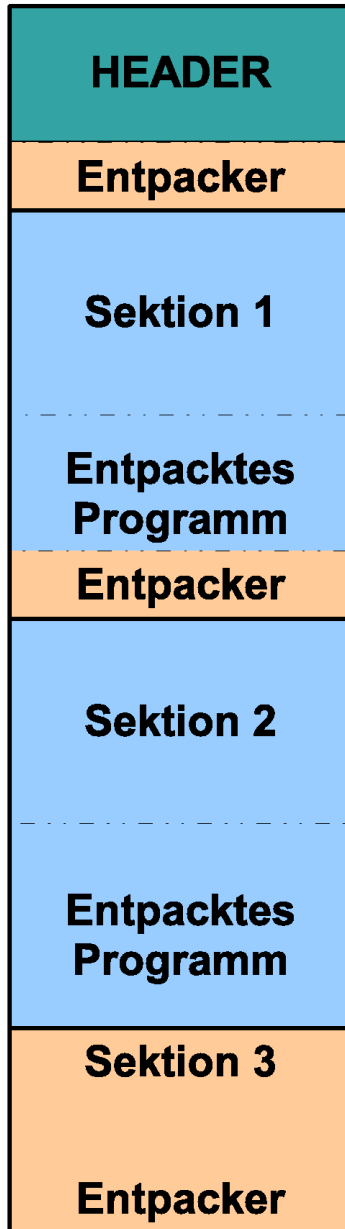 HEADER
Entpacker
Sektion 1
Entpacktes
Programm
Entpacker
Sektion 2
Entpacktes
Programm
Sektion 3
Entpacker